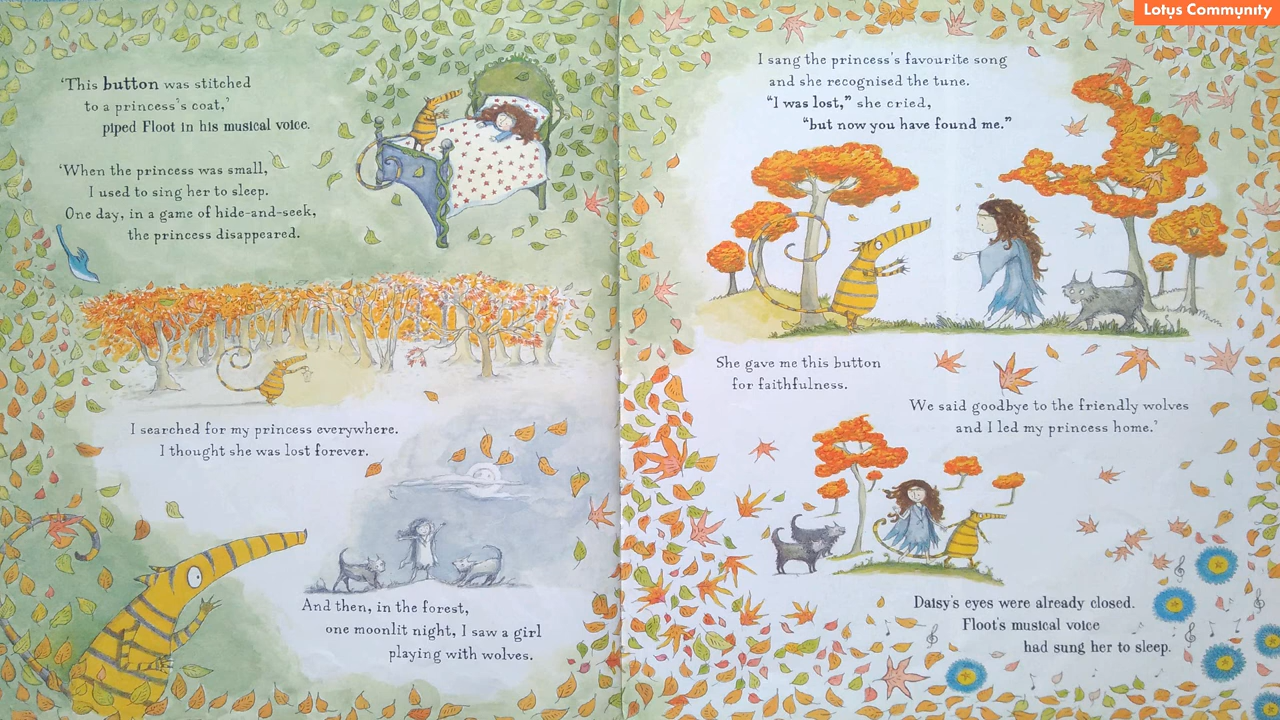 Lotus Community
‘This button was stitched
to a princess's coat,’
piped Floot in his musical voice.
‘When the princess was small,
I used to sing her to sleep.
One day, in a game of hide-and-seek,
the princess disappeared.
I searched for my princess everywhere.
I thought she was lost forever.
And then, in the forest,
one moonlit night, I saw a girl
playing with wolves.
I sang the princess's favourite song
and she recognised the tune.
“I was lost,” she cried,
“but now you have found me.”
She gave me this button
for faithfulness.
We said goodbye to the friendly wolves
and I led my princess home.’
Daisy's eyes were already closed.
Floot's musical voice
had sung her to sleep.